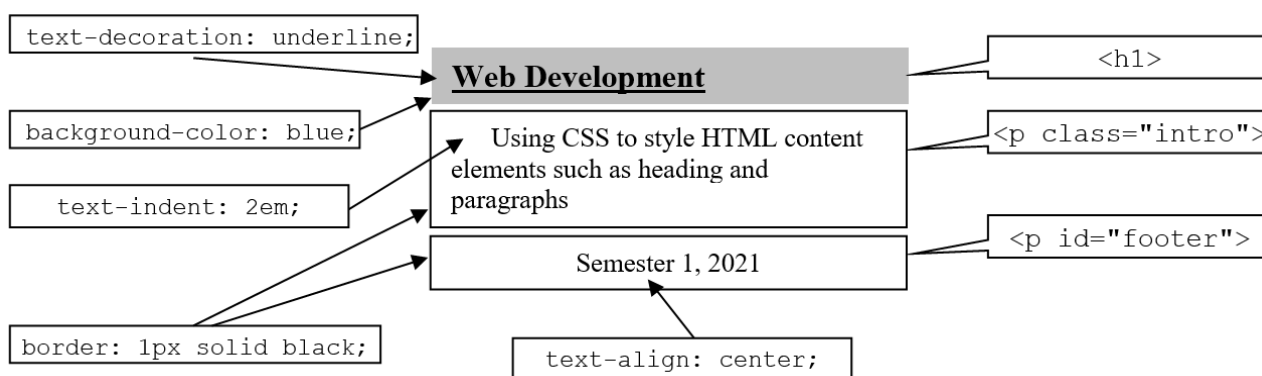 text-decoration: underline;
Web Development
<h1>
background-color: blue;
Using CSS to style HTML content
elements such as heading and
paragraphs
<p class="intro">
text-indent: 2em;
Semester 1, 2021
<p id="footer">
border: 1px solid black;
text-align: center;